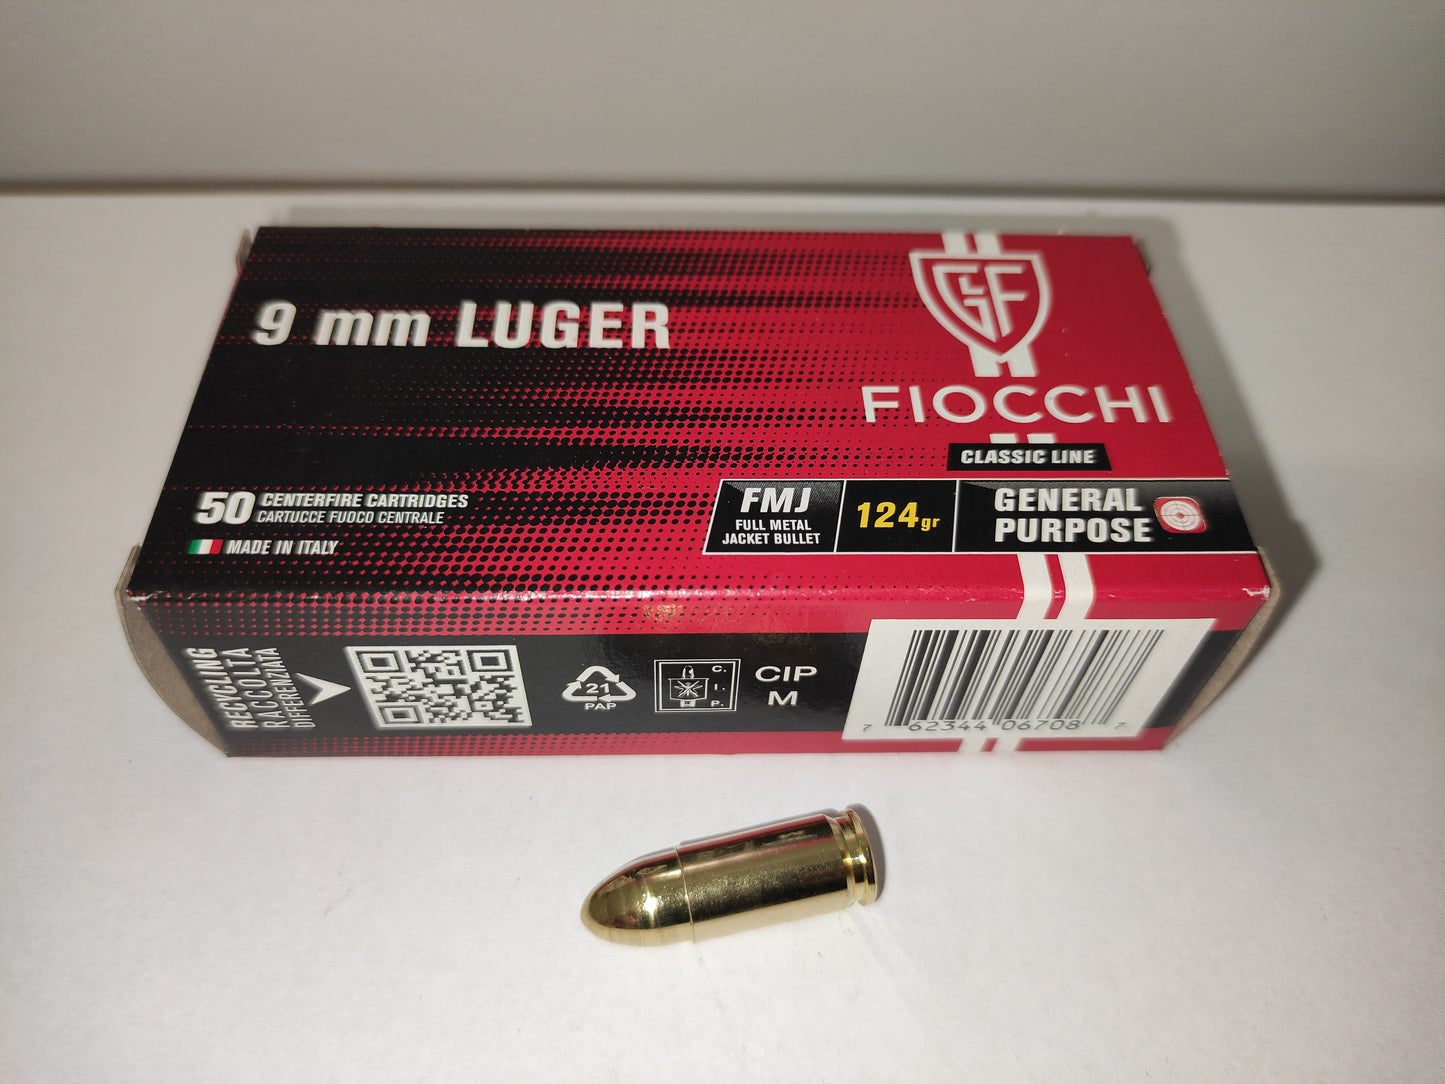 9 mm LUGER
GFL
FIOCCHI
CLASSIC LINE
50 CENTERFIRE CARTRIDGES
CARTUCCE FUOCO CENTRALE
MADE IN ITALY
FMJ
FULL METAL
JACKET BULLET
124gr
GENERAL
PURPOSE
RECYCLING
RACCOLTA
DIFFERENZIATA
21
PAP
C.
I.
P.
CIP
M
7 62344 06708 7